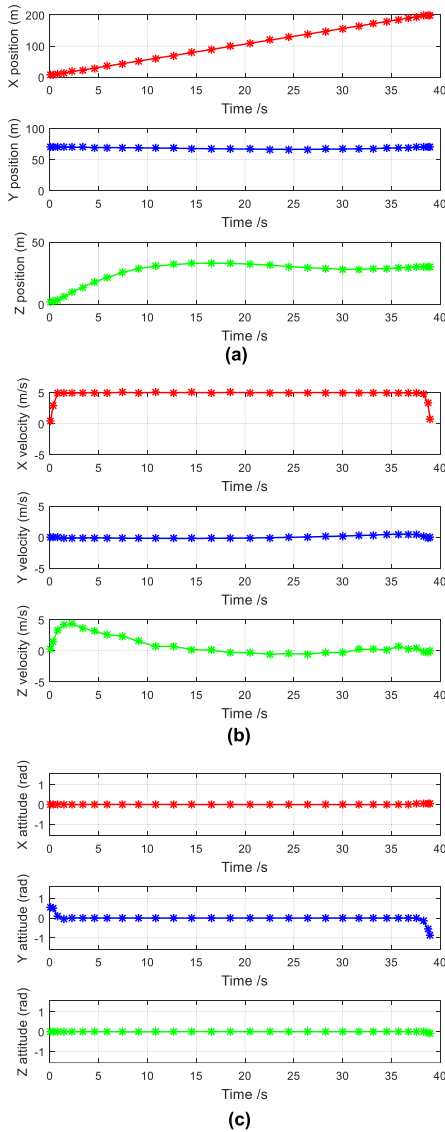 X position (m)
200
100
0
0 5 10 15 20 25 30 35 40
Time /s
Y position (m)
100
50
0
0 5 10 15 20 25 30 35 40
Time /s
Z position (m)
50
0
0 5 10 15 20 25 30 35 40
Time /s
(a)
X velocity (m/s)
5
0
-5
0 5 10 15 20 25 30 35 40
Time /s
Y velocity (m/s)
5
0
-5
0 5 10 15 20 25 30 35 40
Time /s
Z velocity (m/s)
5
0
-5
0 5 10 15 20 25 30 35 40
Time /s
(b)
X attitude (rad)
1
0
-1
0 5 10 15 20 25 30 35 40
Time /s
Y attitude (rad)
1
0
-1
0 5 10 15 20 25 30 35 40
Time /s
Z attitude (rad)
1
0
-1
0 5 10 15 20 25 30 35 40
Time /s
(c)